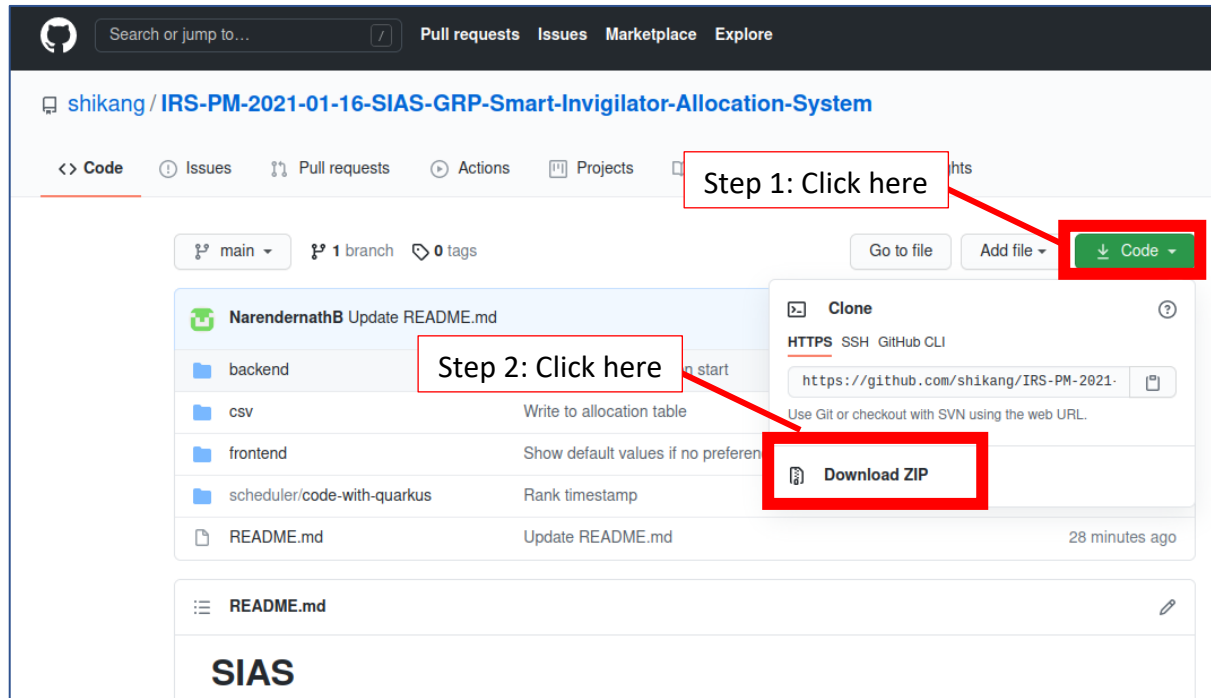 Search or jump to... /
Pull requests Issues Marketplace Explore
shikang / IRS-PM-2021-01-16-SIAS-GRP-Smart-Invigilator-Allocation-System
<> Code Issues Pull requests Actions Projects
Step 1: Click here
main 1 branch 0 tags Go to file Add file Code
NarendernathB Update README.md
Clone
HTTPS SSH GitHub CLI
https://github.com/shikang/IRS-PM-2021-
Use Git or checkout with SVN using the web URL.
Download ZIP
Step 2: Click here
backend start
csv Write to allocation table
frontend Show default values if no
scheduler/code-with-quarkus Rank timestamp
README.md Update README.md 28 minutes ago
README.md
SIAS